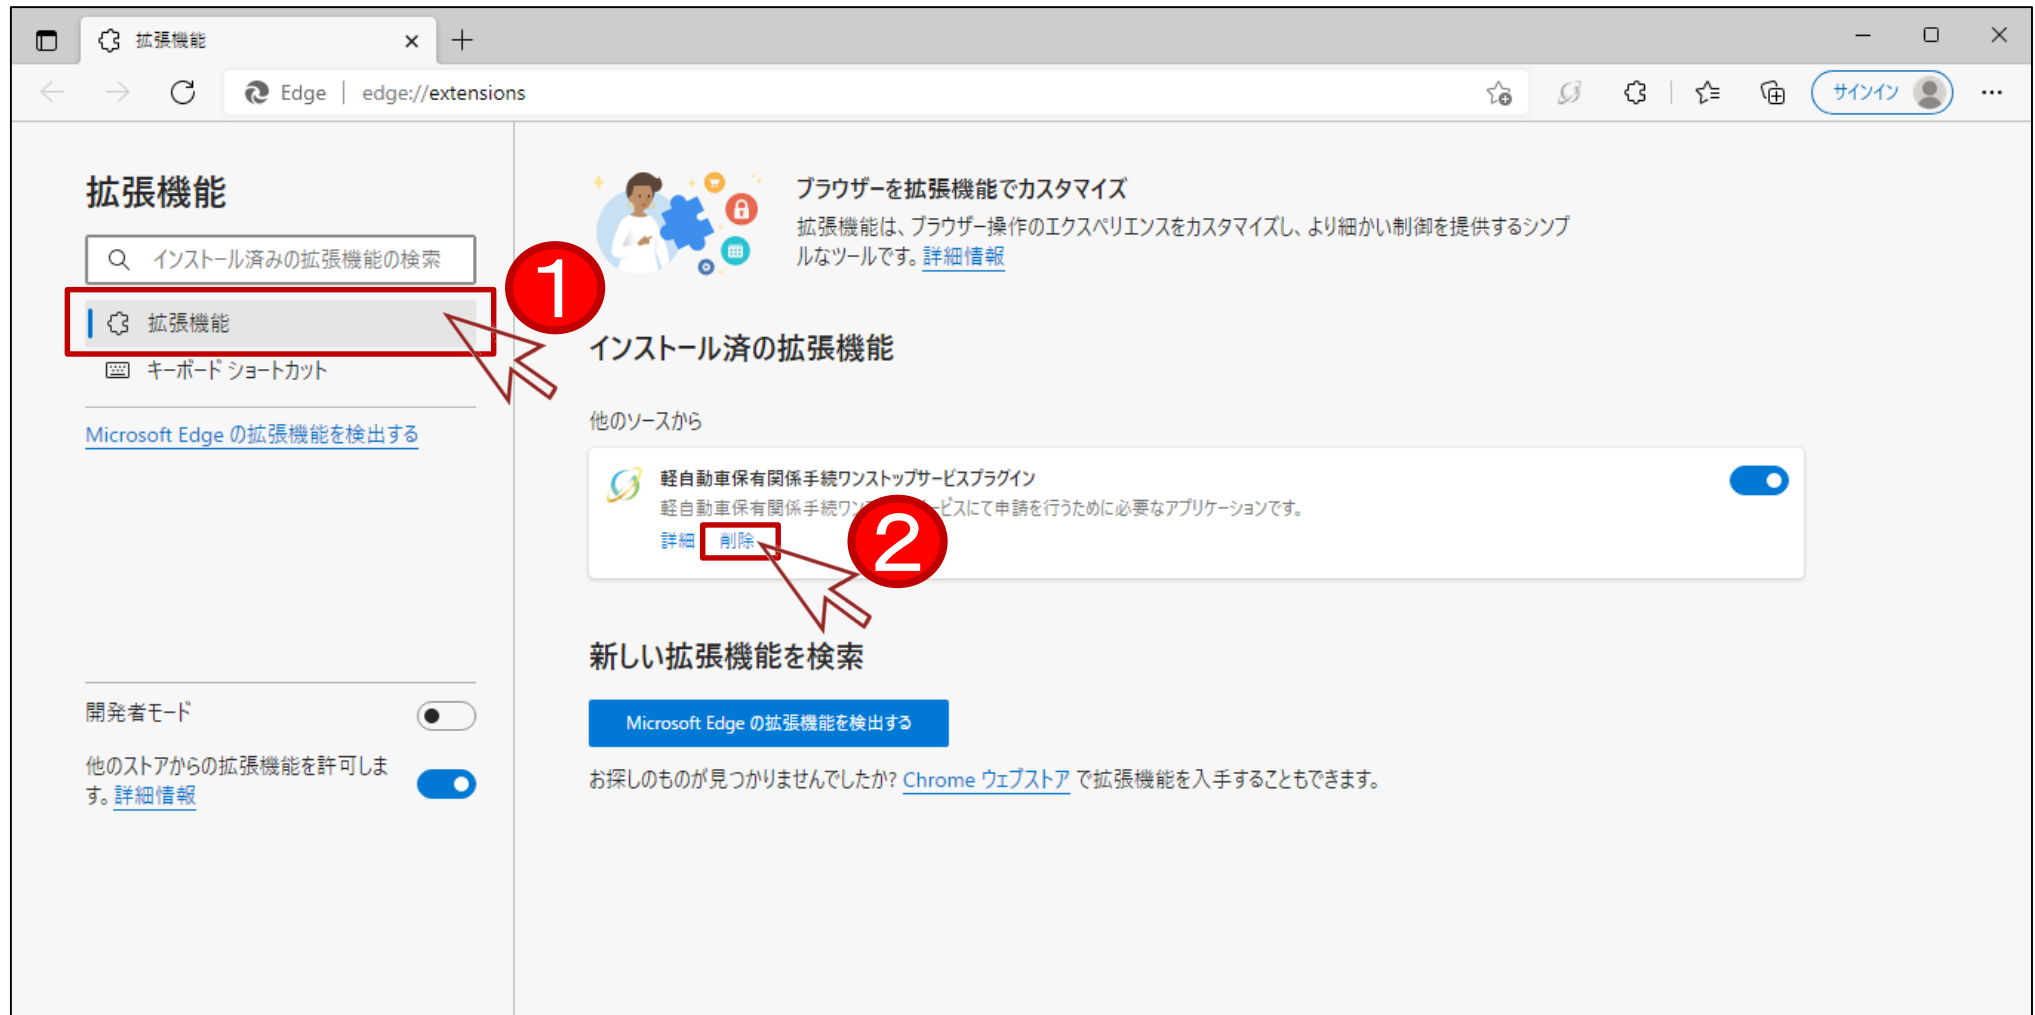 拡張機能
Edge | edge://extensions
サインイン
拡張機能
インストール済みの拡張機能の検索
拡張機能
キーボード ショートカット
Microsoft Edge の拡張機能を検出する
開発者モード
他のストアからの拡張機能を許可しま
す。詳細情報
1
ブラウザーを拡張機能でカスタマイズ
拡張機能は、ブラウザー操作のエクスペリエンスをカスタマイズし、より細かい制御を提供するシンプ
ルなツールです。詳細情報
インストール済の拡張機能
他のソースから
軽自動車保有関係手続ワンストップサービスプラグイン
軽自動車保有関係手続ワンス ービスにて申請を行うために必要なアプリケーションです。
詳細 削除
2
新しい拡張機能を検索
Microsoft Edge の拡張機能を検出する
お探しのものが見つかりませんでしたか? Chrome ウェブストア で拡張機能を入手することもできます。